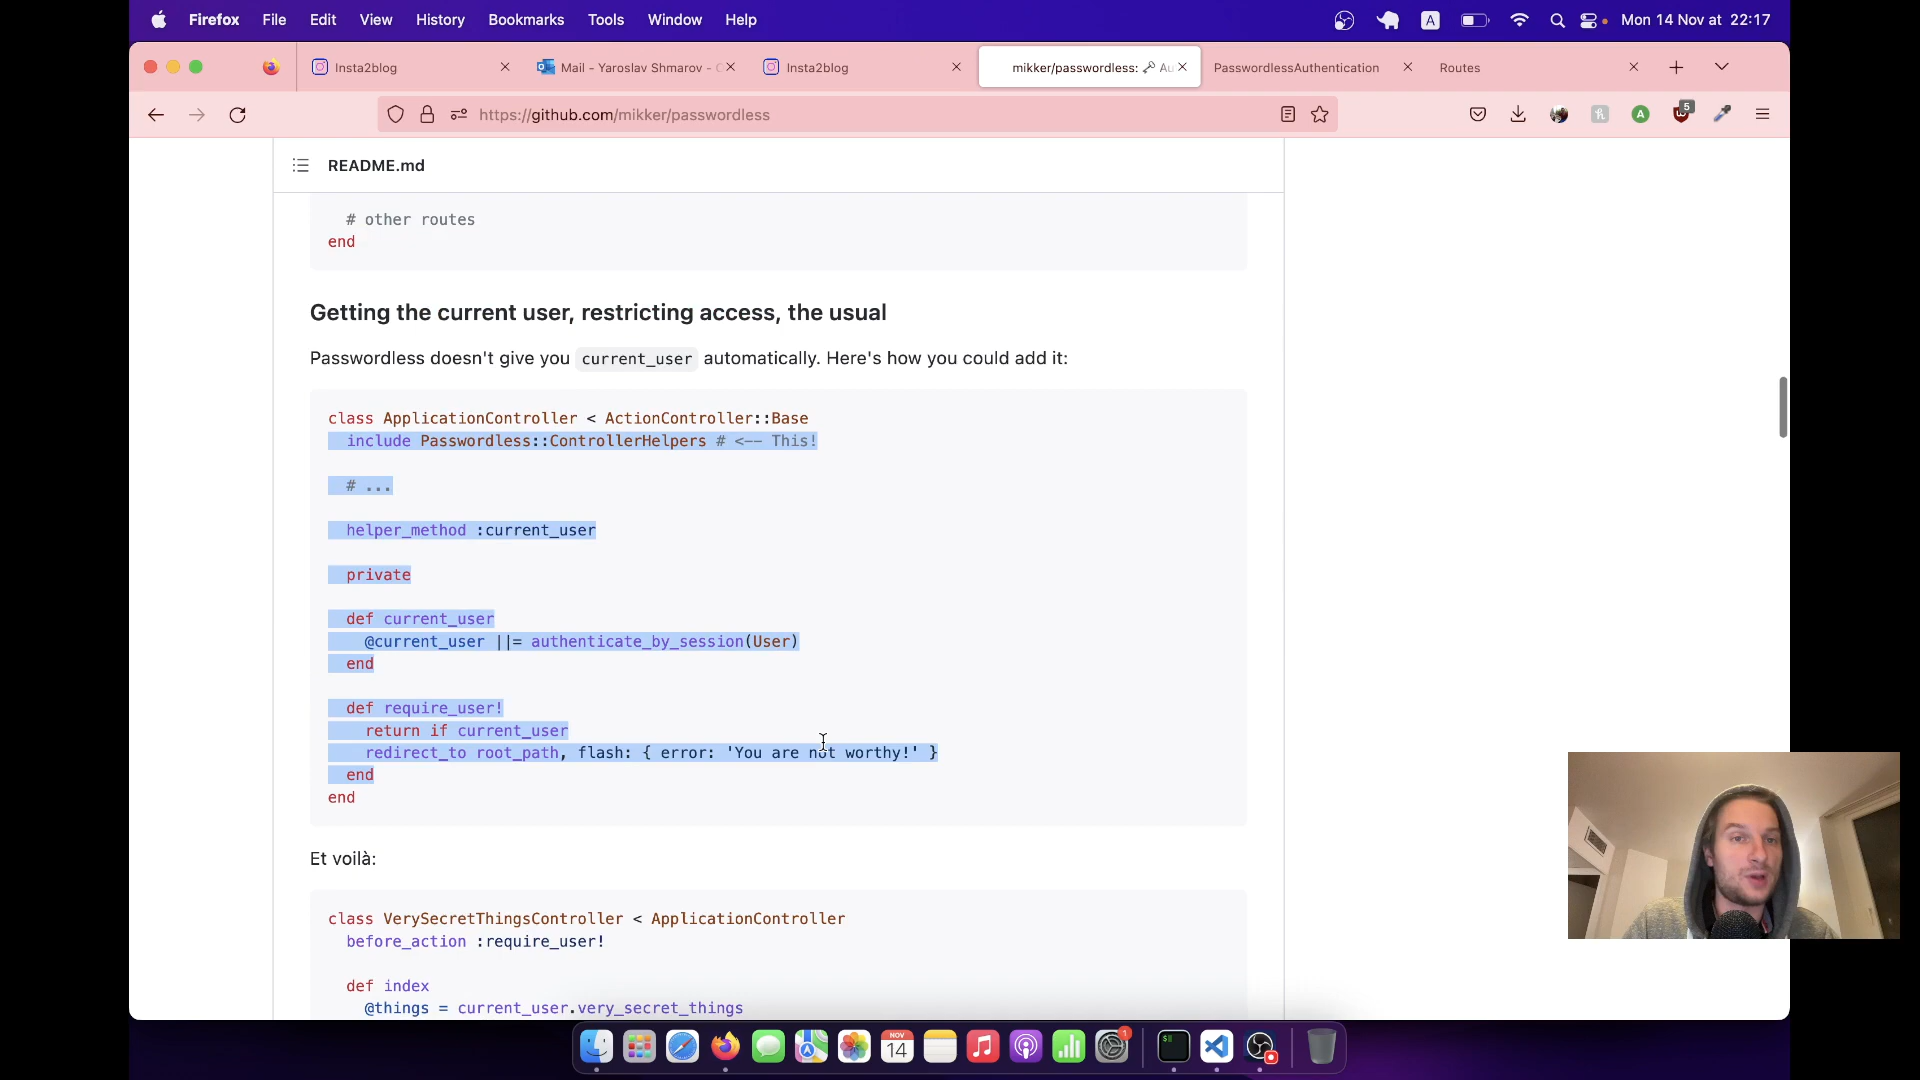 Firefox File Edit View History Bookmarks Tools Window Help
A
Mon 14 Nov at 22:17
Insta2blog
Mail - Yaroslav Shmarov -
Insta2blog
mikker/passwordless: Au
PasswordlessAuthentication
Routes
https://github.com/mikker/passwordless
A
5
README.md
# other routes
end
Getting the current user, restricting access, the usual
Passwordless doesn't give you current_user automatically. Here's how you could add it:
class ApplicationController < ActionController::Base
include Passwordless::ControllerHelpers # <-- This!
# ...
helper_method :current_user
private
def current_user
@current_user ||= authenticate_by_session(User)
end
def require_user!
return if current_user
redirect_to root_path, flash: { error: 'You are not worthy!' }
end
end
Et voilà:
class VerySecretThingsController < ApplicationController
before_action :require_user!
def index
@things = current_user.very_secret_things
NOV
14
1
$